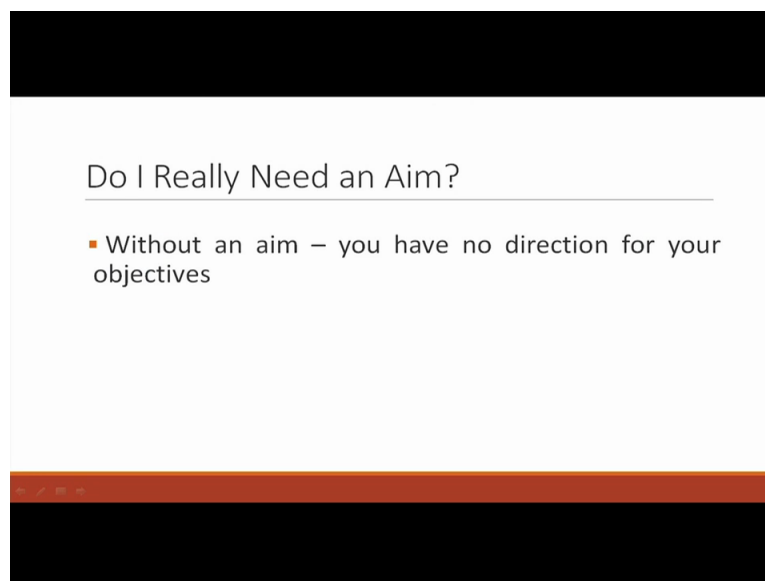 Do I Really Need an Aim?
Without an aim – you have no direction for your
objectives